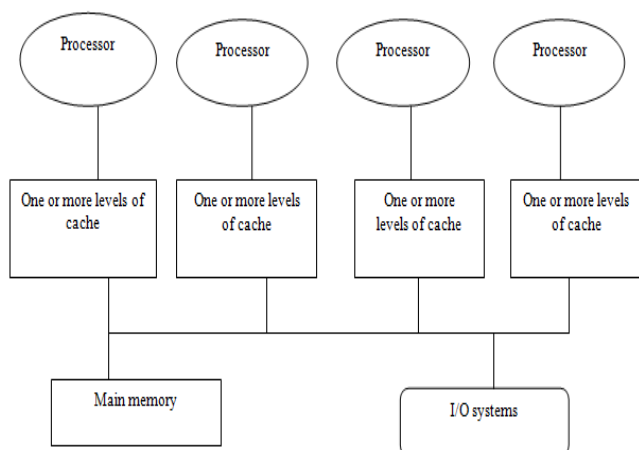 Processor
Processor
Processor
Processor
One or more levels of
cache
One or more levels
of cache
One or more
levels of cache
One or more levels
of cache
Main memory
I/O systems